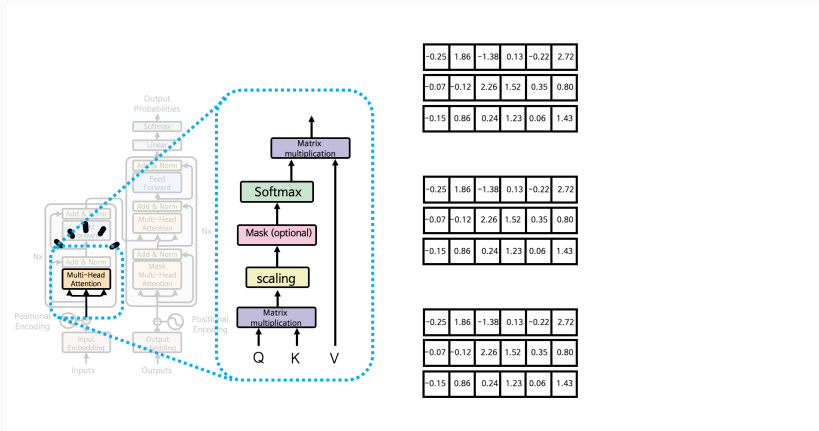 Output
Probabilities
Softmax
Linear
Add & Norm
Feed
Forward
Add & Norm
Multi-Head
Attention
Add & Norm
Mask
Multi-Head
Attention
Nx
Positional
Encoding
Output
Embedding
Outputs
Add & Norm
Add & Norm
Multi-Head
Attention
Nx
Positional
Encoding
Input
Embedding
Inputs
Matrix
multiplication
Softmax
Mask (optional)
scaling
Matrix
multiplication
Q K V
-0.25 1.86 -1.38 0.13 -0.22 2.72
-0.07 -0.12 2.26 1.52 0.35 0.80
-0.15 0.86 0.24 1.23 0.06 1.43
-0.25 1.86 -1.38 0.13 -0.22 2.72
-0.07 -0.12 2.26 1.52 0.35 0.80
-0.15 0.86 0.24 1.23 0.06 1.43
-0.25 1.86 -1.38 0.13 -0.22 2.72
-0.07 -0.12 2.26 1.52 0.35 0.80
-0.15 0.86 0.24 1.23 0.06 1.43